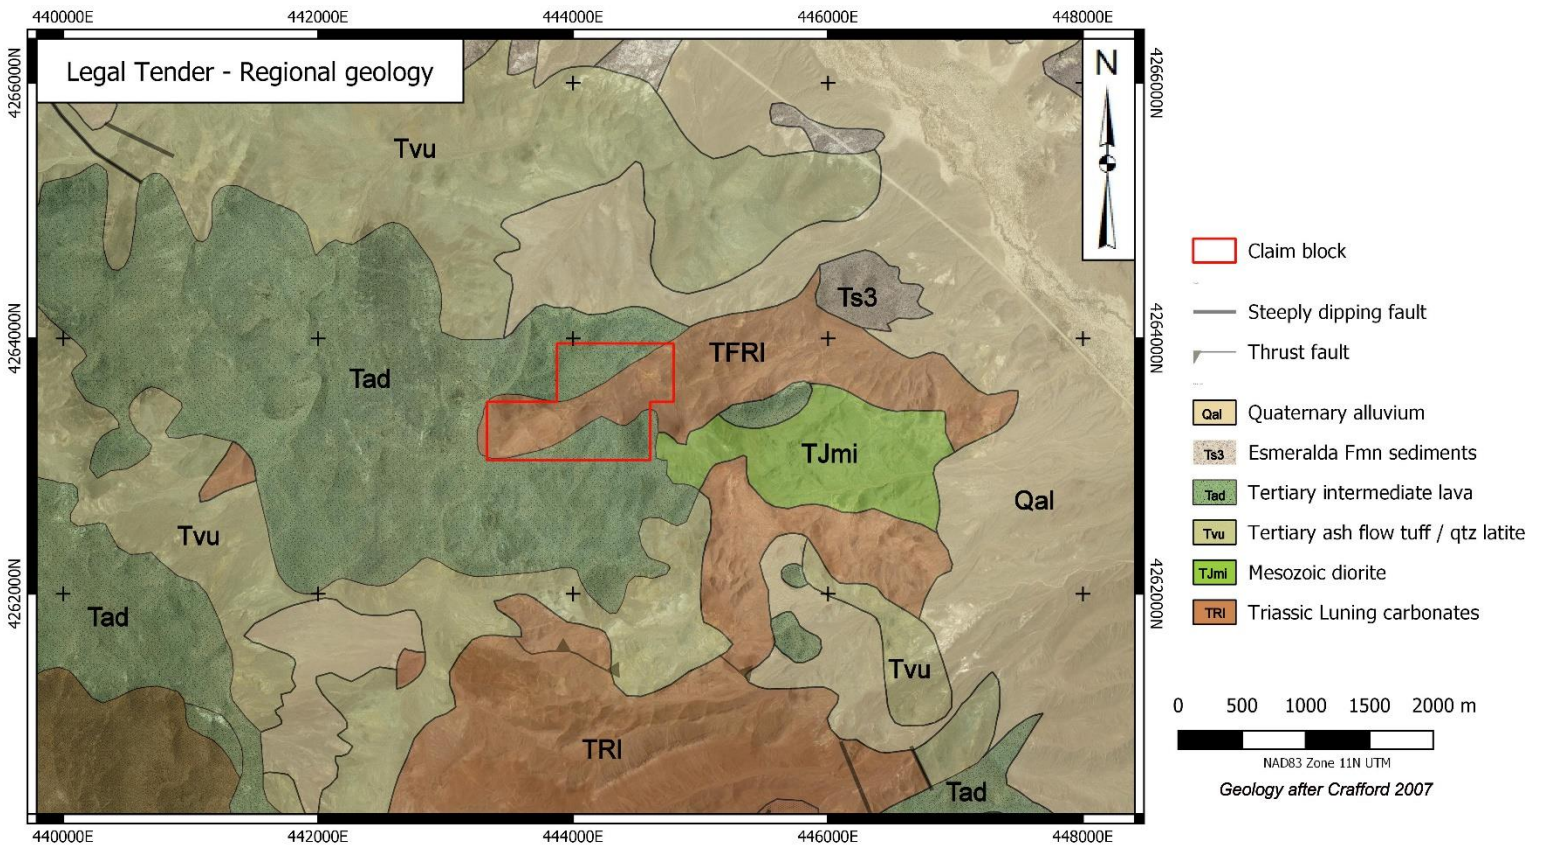 440000E 442000E 444000E 446000E 448000E
Legal Tender - Regional geology
N
4266000N 4266000N
Tvu
Ts3
4264000N 4264000N
TFRl
Tad
TJmi
Qal
Tvu
4262000N 4262000N
Tad
Tvu
TRl
Tad
440000E 442000E 444000E 446000E 448000E
Claim block
Steeply dipping fault
Thrust fault
Qal Quaternary alluvium
Ts3 Esmeralda Fmn sediments
Tad Tertiary intermediate lava
Tvu Tertiary ash flow tuff / qtz latite
TJmi Mesozoic diorite
TRl Triassic Luning carbonates
0 500 1000 1500 2000 m
NAD83 Zone 11N UTM
Geology after Crafford 2007